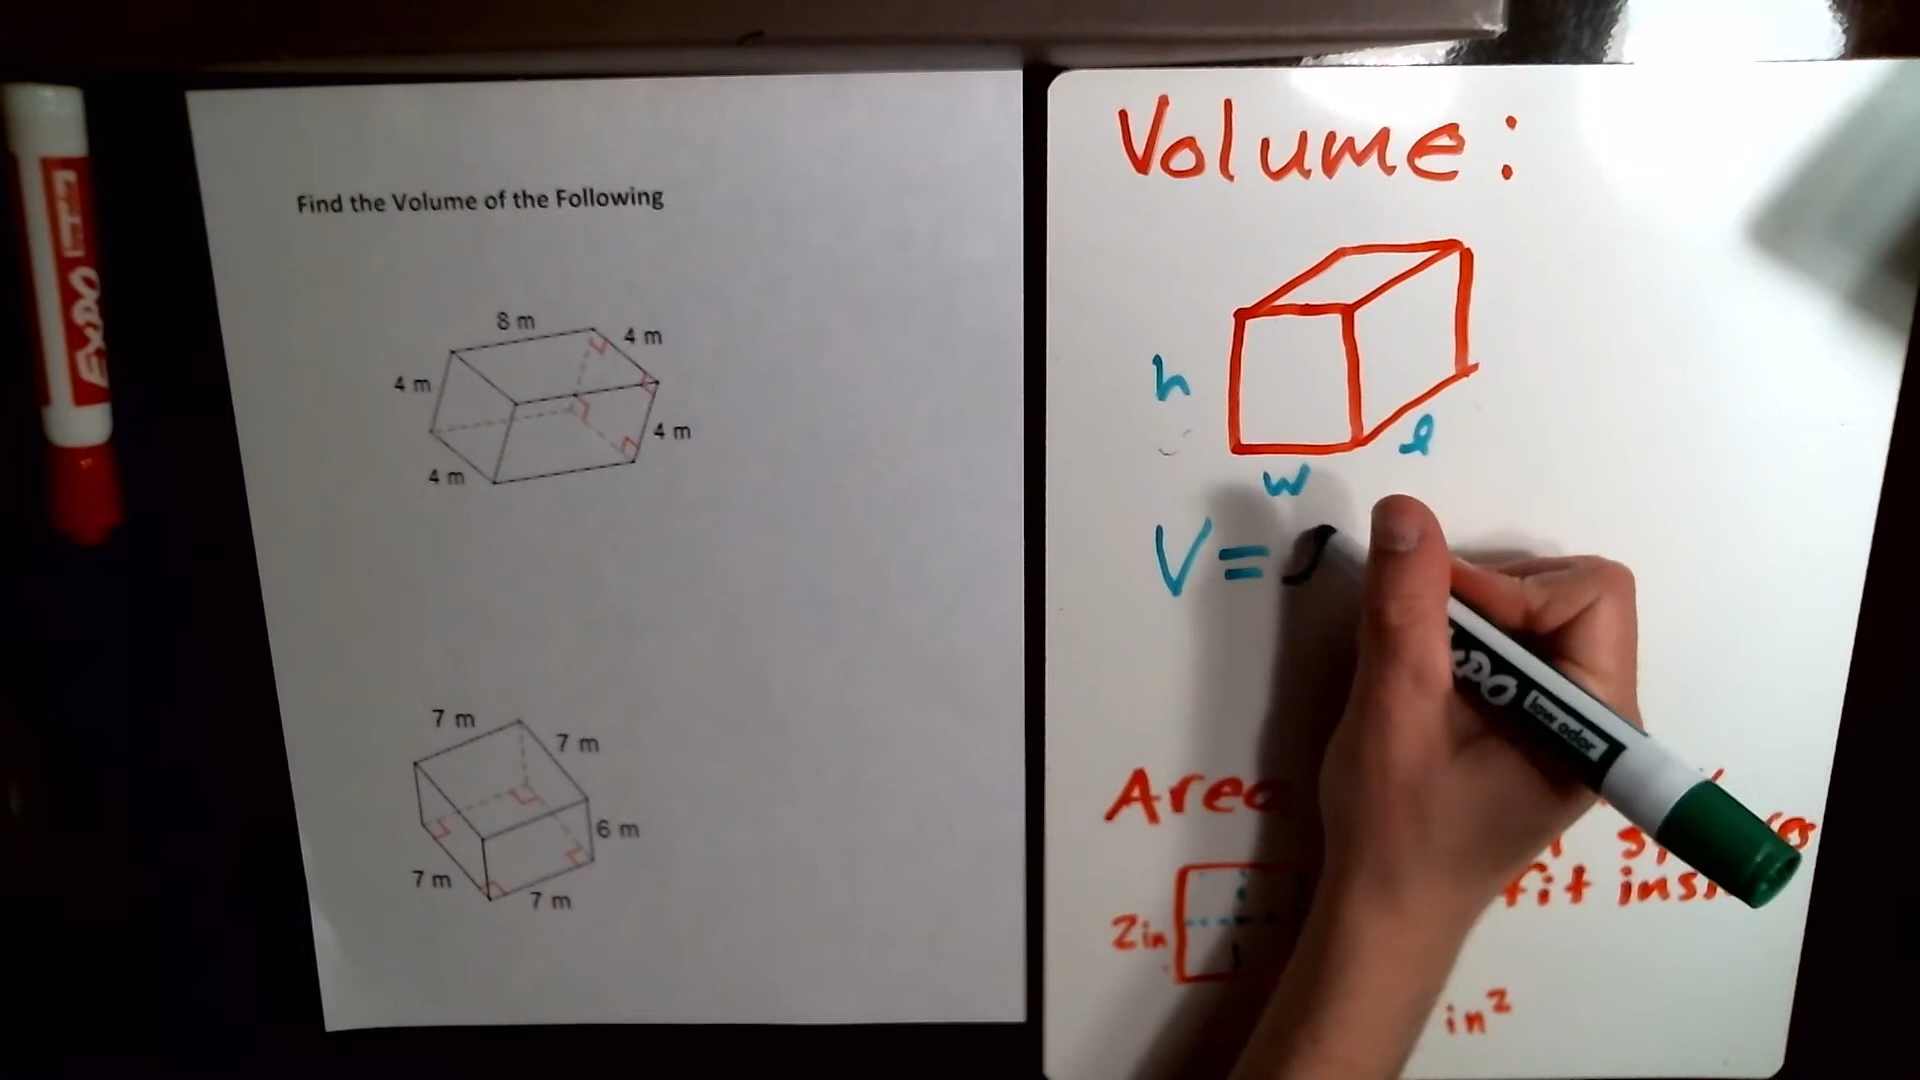 Find the Volume of the Following
8 m
4 m
4 m
4 m
4 m
7 m
7 m
6 m
7 m
7 m
EXPO
Volume:
h
l
w
V=
EXPO low odor
Area
fit
2in
in²